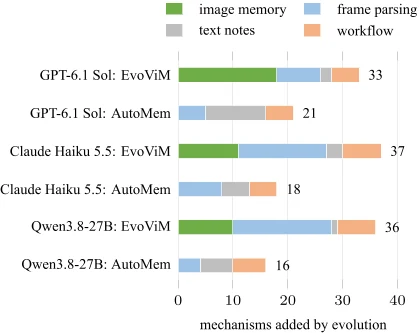 image memory frame parsing
text notes workflow
GPT-6.1 Sol: EvoViM 33
GPT-6.1 Sol: AutoMem 21
Claude Haiku 5.5: EvoViM 37
Claude Haiku 5.5: AutoMem 18
Qwen3.8-27B: EvoViM 36
Qwen3.8-27B: AutoMem 16
0 10 20 30 40
mechanisms added by evolution